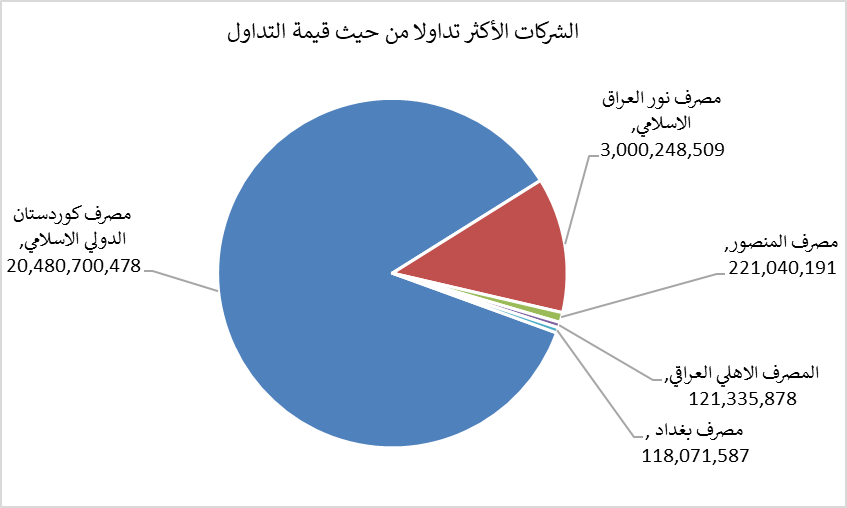 الشركات الأكثر تداولا من حيث قيمة التداول
مصرف نور العراق
الاسلامي,
3,000,248,509
مصرف المنصور,
221,040,191
المصرف الاهلي العراقي,
121,335,878
مصرف بغداد ,
118,071,587
مصرف كوردستان
الدولي الاسلامي,
20,480,700,478